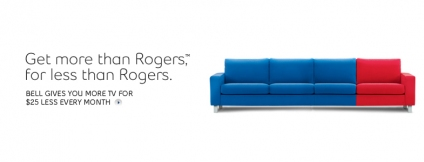 Get more than Rogers,™
for less than Rogers.
BELL GIVES YOU MORE TV FOR
$25 LESS EVERY MONTH